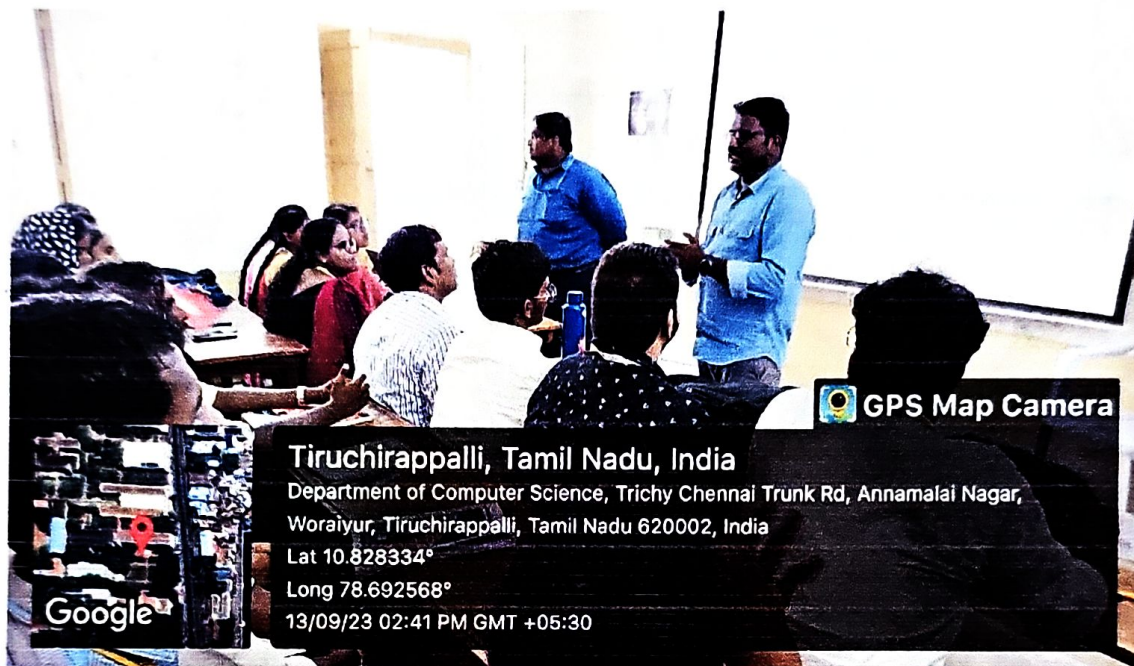 GPS Map Camera
Tiruchirappalli, Tamil Nadu, India
Department of Computer Science, Trichy Chennai Trunk Rd, Annamalai Nagar,
Woraiyur, Tiruchirappalli, Tamil Nadu 620002, India
Lat 10.828334°
Long 78.692568°
13/09/23 02:41 PM GMT +05:30
Google